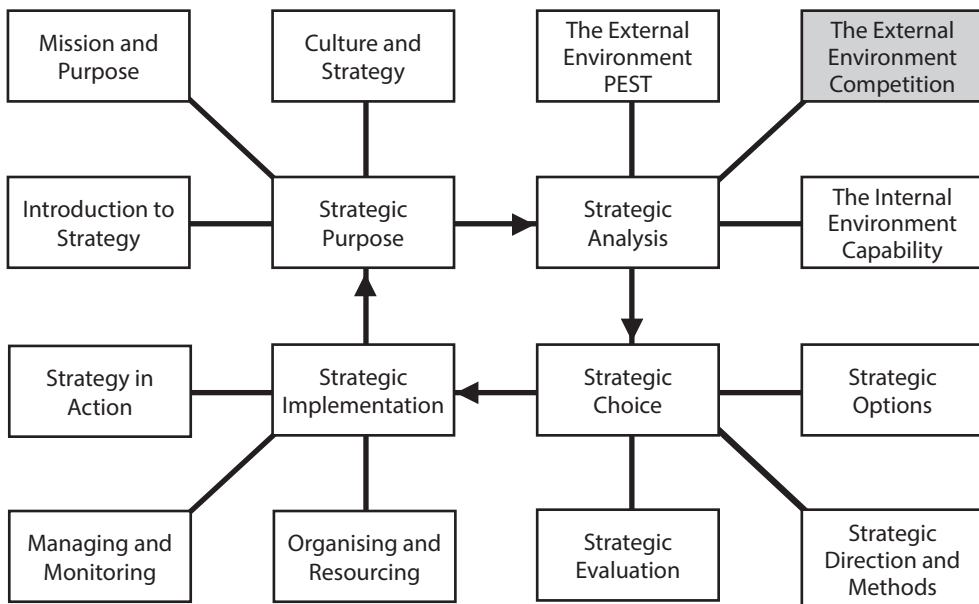 Mission and
Purpose
Culture and
Strategy
The External
Environment
PEST
The External
Environment
Competition
Introduction to
Strategy
Strategic
Purpose
Strategic
Analysis
The Internal
Environment
Capability
Strategy in
Action
Strategic
Implementation
Strategic
Choice
Strategic
Options
Managing and
Monitoring
Organising and
Resourcing
Strategic
Evaluation
Strategic
Direction and
Methods